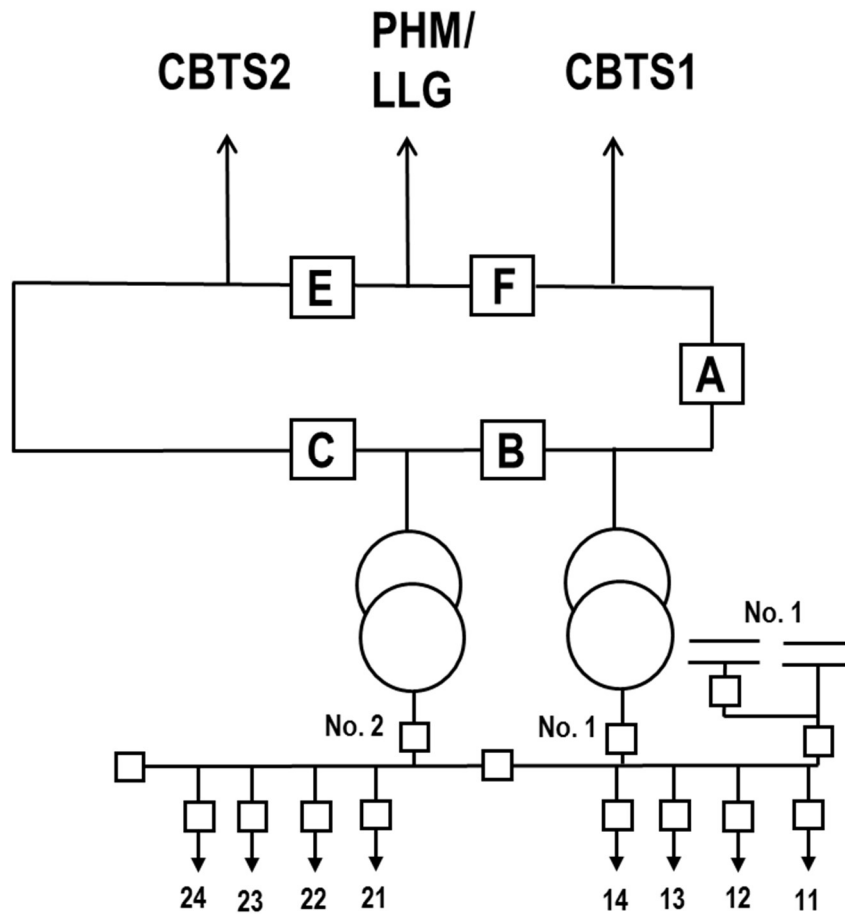 CBTS2
PHM/
LLG
CBTS1
E
F
A
C
B
No. 1
No. 2
No. 1
24
23
22
21
14
13
12
11